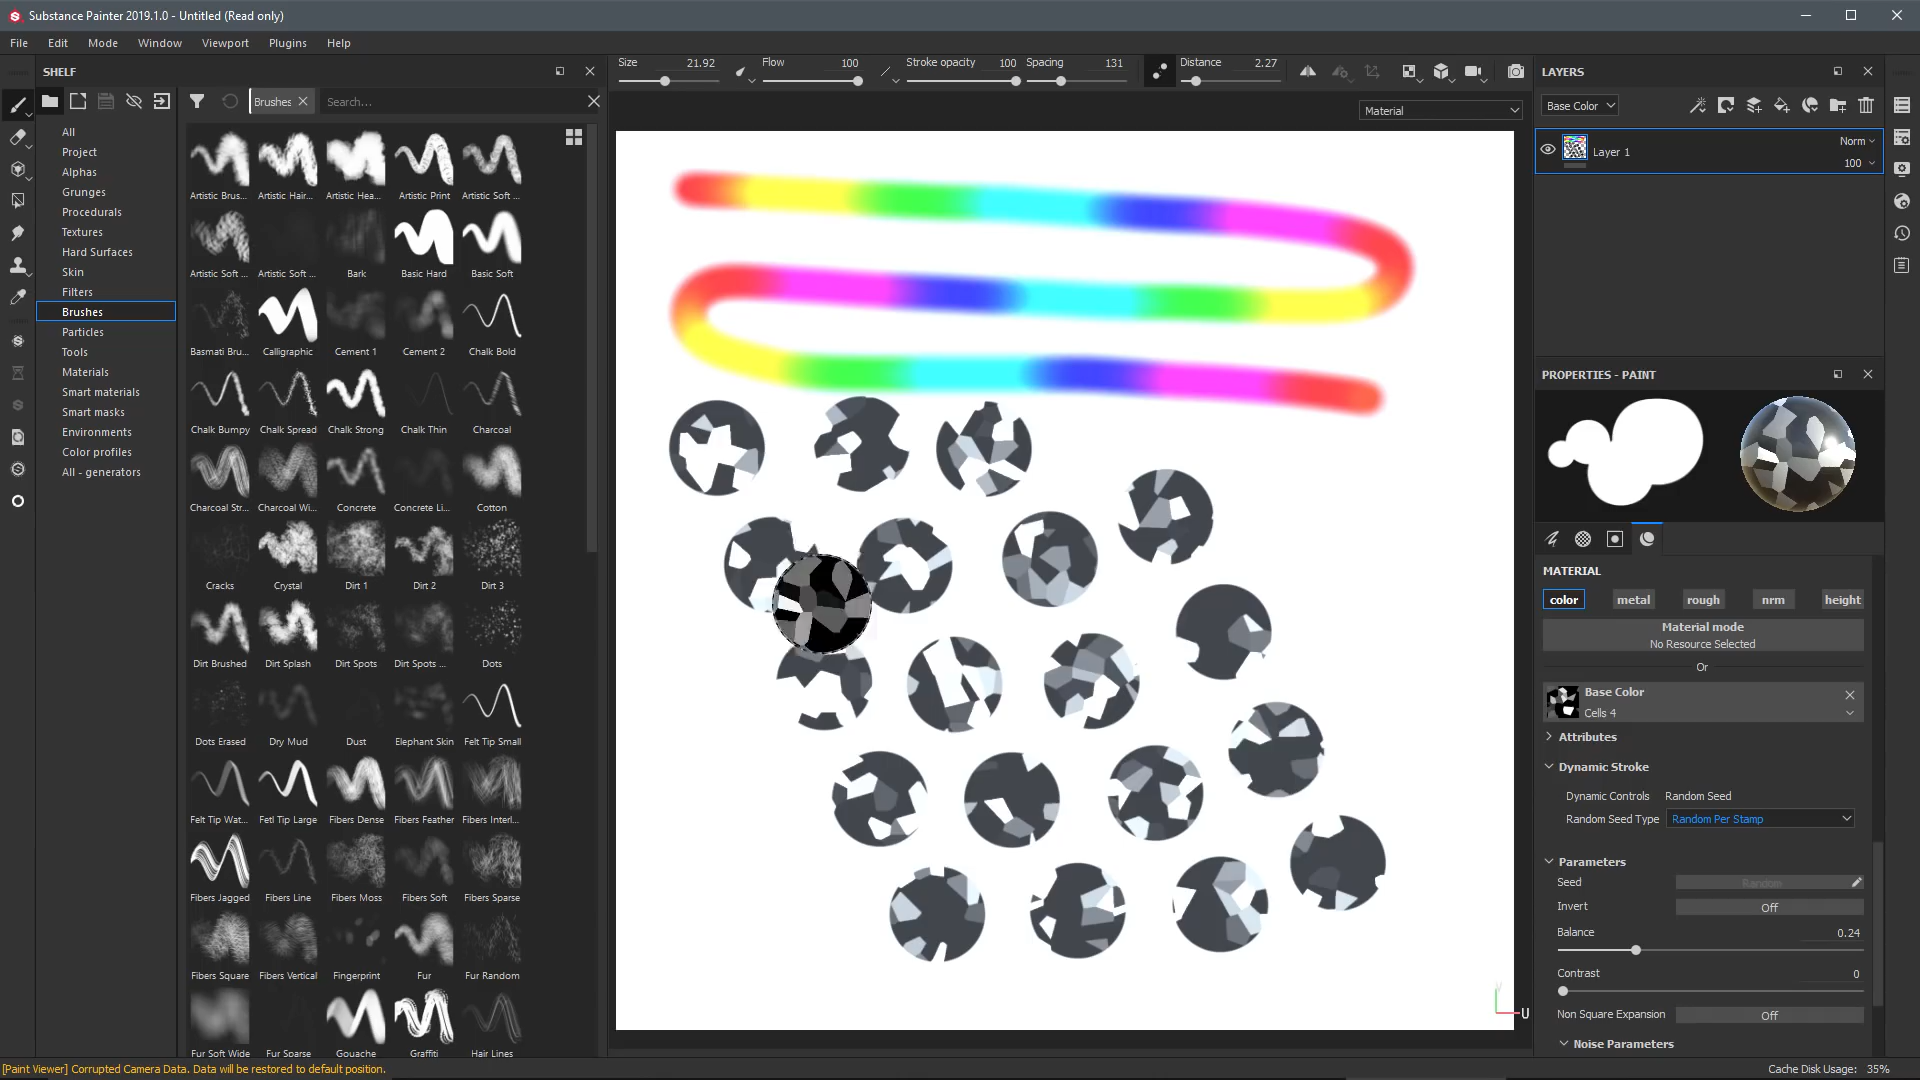 Substance Painter 2019.1.0 - Untitled (Read only)
File Edit Mode Window Viewport Plugins Help
SHELF
Brushes Search...
All
Project
Alphas
Grunges
Procedurals
Textures
Hard Surfaces
Skin
Filters
Brushes
Particles
Tools
Materials
Smart materials
Smart masks
Environments
Color profiles
All - generators
Artistic Brus... Artistic Hair... Artistic Hea... Artistic Print Artistic Soft ...
Artistic Soft ... Artistic Soft ... Bark Basic Hard Basic Soft
Basmati Bru... Calligraphic Cement 1 Cement 2 Chalk Bold
Chalk Bumpy Chalk Spread Chalk Strong Chalk Thin Charcoal
Charcoal Str... Charcoal Wi... Concrete Concrete Li... Cotton
Cracks Crystal Dirt 1 Dirt 2 Dirt 3
Dirt Brushed Dirt Splash Dirt Spots Dirt Spots ... Dots
Dots Erased Dry Mud Dust Elephant Skin Felt Tip Small
Felt Tip Wat... Fetl Tip Large Fibers Dense Fibers Feather Fibers Interl...
Fibers Jagged Fibers Line Fibers Moss Fibers Soft Fibers Sparse
Fibers Square Fibers Vertical Fingerprint Fur Fur Random
Fur Soft Wide Fur Sparse Gouache Graffiti Hair Lines
Size 21.92 Flow 100 Stroke opacity 100 Spacing 131 Distance 2.27
Material
U
LAYERS
Base Color
Layer 1
Norm
100
PROPERTIES - PAINT
MATERIAL
color metal rough nrm height
Material mode
No Resource Selected
Or
Base Color
Cells 4
Attributes
Dynamic Stroke
Dynamic Controls Random Seed
Random Seed Type Random Per Stamp
Parameters
Seed Random
Invert Off
Balance 0.24
Contrast 0
Non Square Expansion Off
Noise Parameters
[Paint Viewer] Corrupted Camera Data. Data will be restored to default position.
Cache Disk Usage: 35%